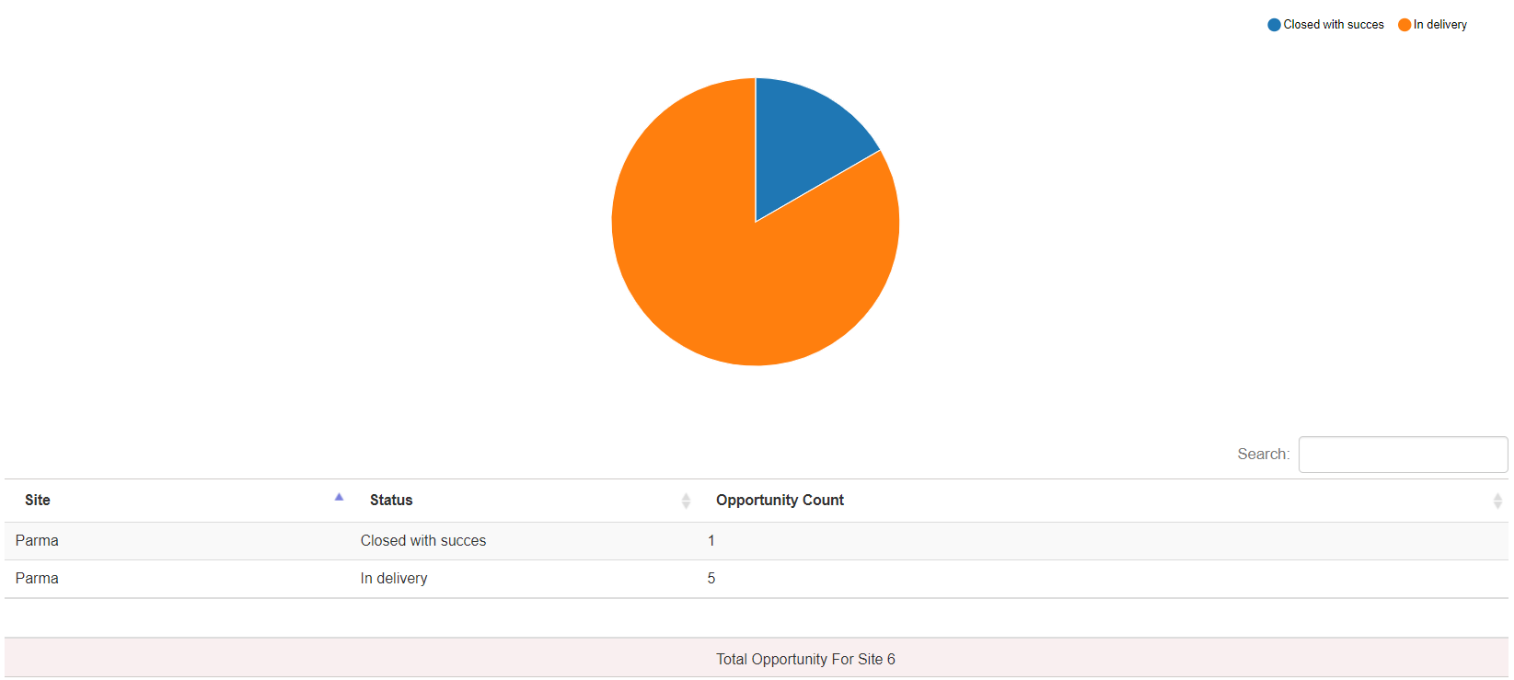 Closed with succes In delivery
Search:
Site Status Opportunity Count
Parma Closed with succes 1
Parma In delivery 5
Total Opportunity For Site 6